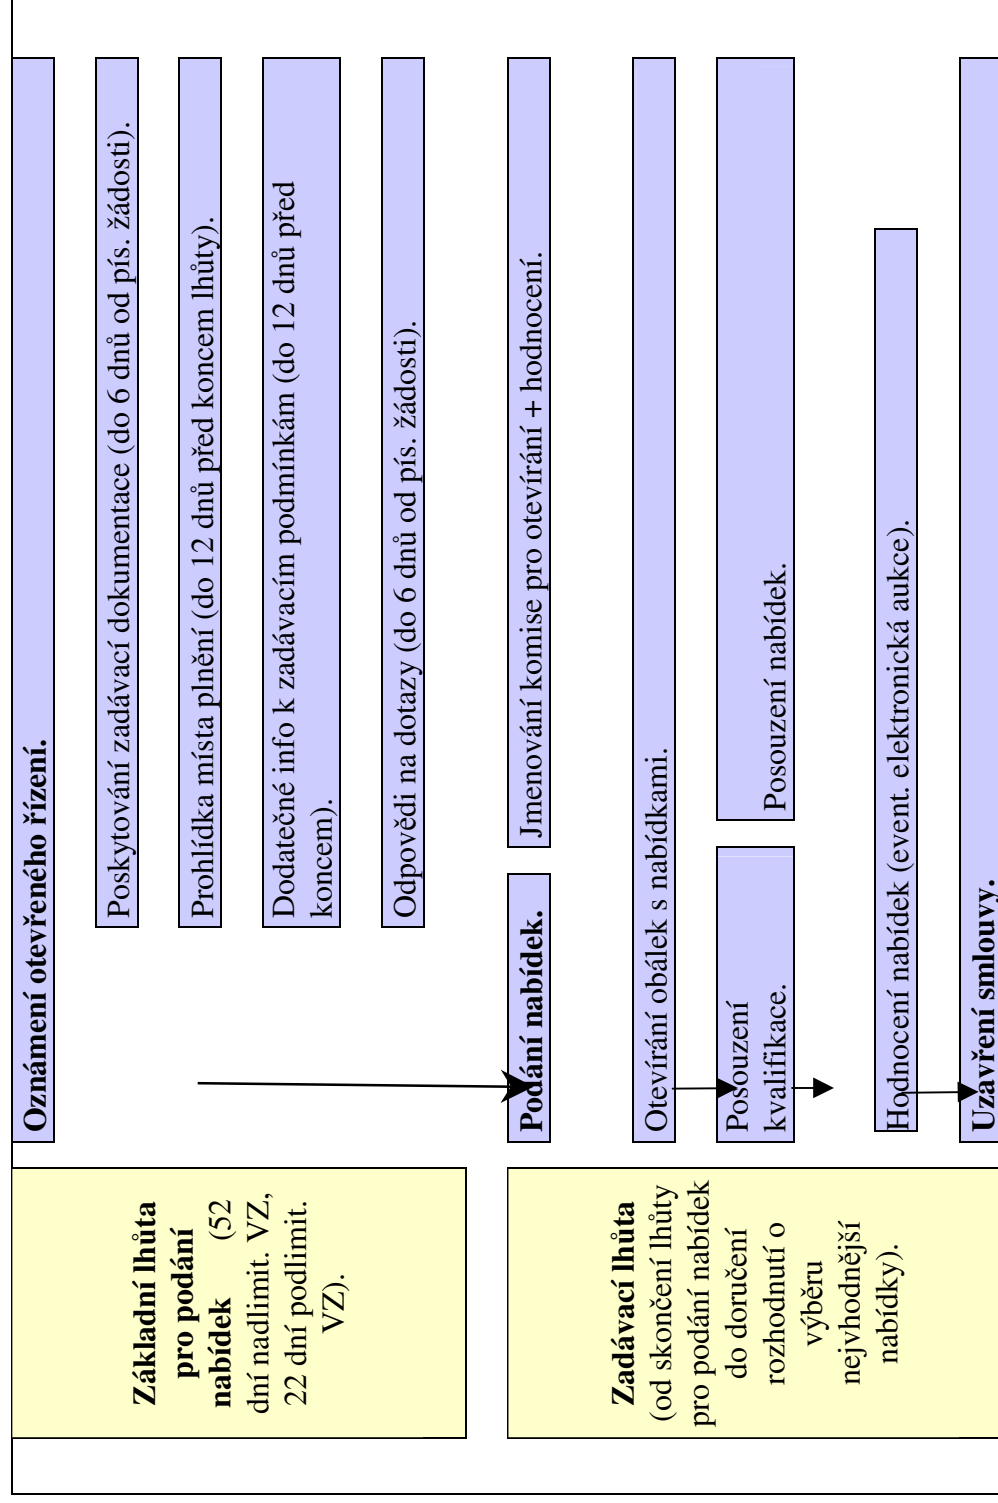 Oznámení otevřeného řízení.
Poskytování zadávací dokumentace (do 6 dnů od pís. žádosti).
Prohlídka místa plnění (do 12 dnů před koncem lhůty).
Dodatečné info k zadávacím podmínkám (do 12 dnů před
koncem).
Odpovědi na dotazy (do 6 dnů od pís. žádosti).
Základní lhůta
pro podání
nabídek (52
dní nadlimit. VZ,
22 dní podlimit.
VZ).
Podání nabídek.
Jmenování komise pro otevírání + hodnocení.
Otevírání obálek s nabídkami.
Posouzení
kvalifikace.
Posouzení nabídek.
Hodnocení nabídek (event. elektronická aukce).
Uzavření smlouvy.
Zadávací lhůta
(od skončení lhůty
pro podání nabídek
do doručení
rozhodnutí o
výběru
nejvhodnější
nabídky).